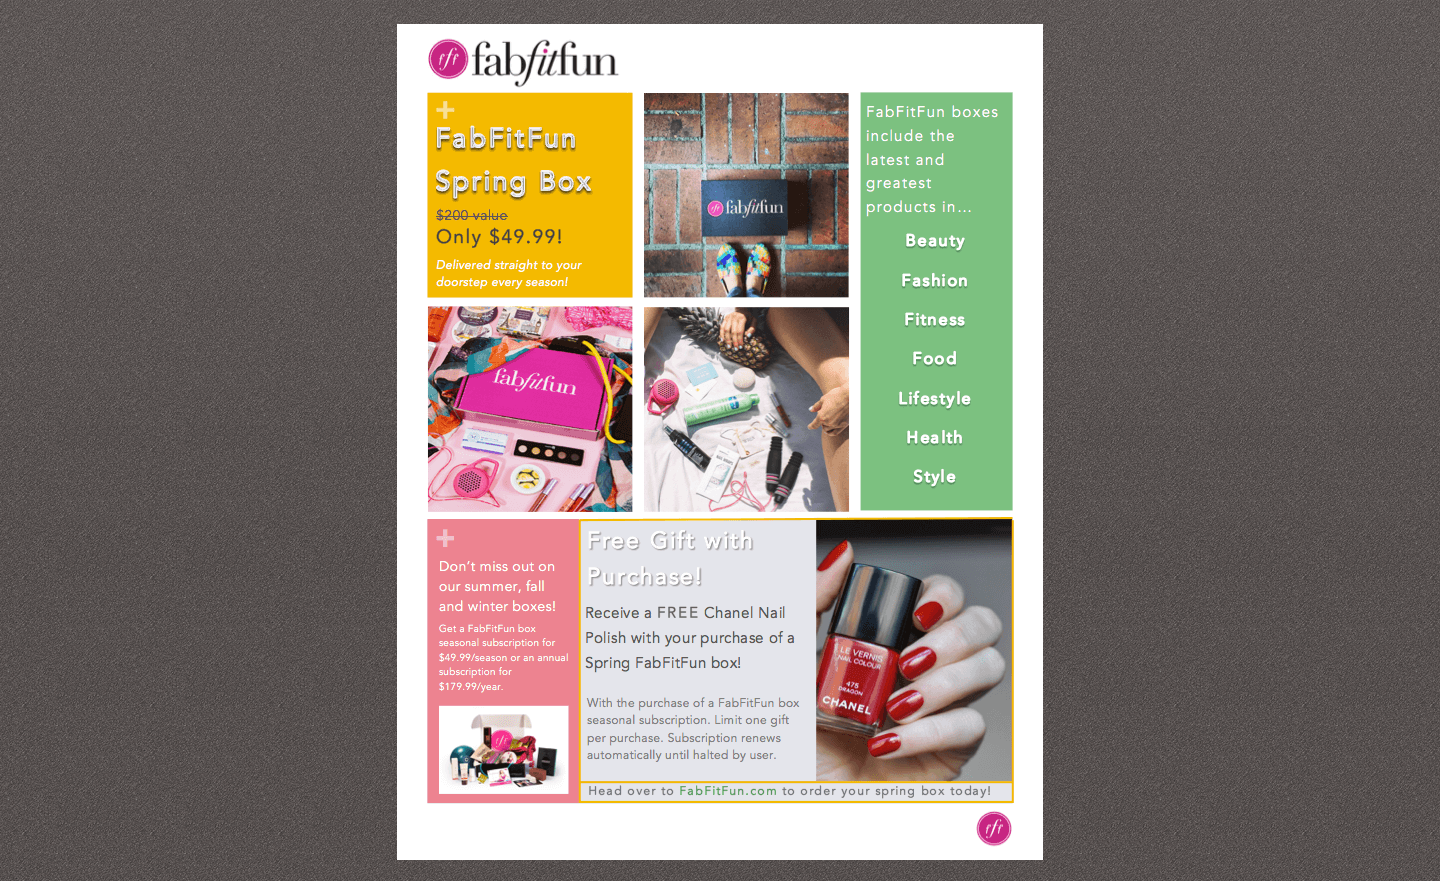 fff fabfitfun
FabFitFun
Spring Box
$200 value
Only $49.99!
Delivered straight to your
doorstep every season!
fff fabfitfun
FabFitFun boxes
include the
latest and
greatest
products in...
Beauty
Fashion
Fitness
Food
Lifestyle
Health
Style
fabfitfun
Don't miss out on
our summer, fall
and winter boxes!
Get a FabFitFun box
seasonal subscription for
$49.99/season or an annual
subscription for
$179.99/year.
fff
Free Gift with
Purchase!
Receive a FREE Chanel Nail
Polish with your purchase of a
Spring FabFitFun box!
With the purchase of a FabFitFun box
seasonal subscription. Limit one gift
per purchase. Subscription renews
automatically until halted by user.
LE VERNIS
NAIL COLOUR
475
DRAGON
CHANEL
Head over to FabFitFun.com to order your spring box today!
fff